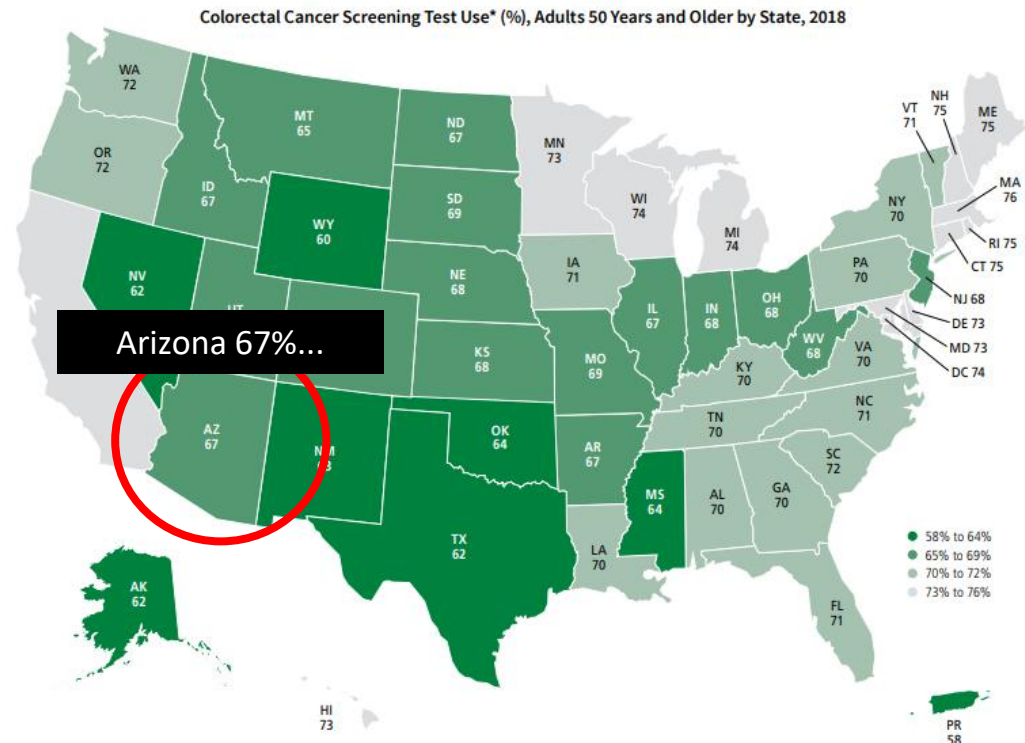 Colorectal Cancer Screening Test Use* (%), Adults 50 Years and Older by State, 2018
WA
72
OR
72
MT
65
ID
67
WY
60
NV
62
UT
ND
67
SD
69
NE
68
KS
68
MN
73
IA
71
MO
69
WI
74
MI
74
IL
67
IN
68
OH
68
WV
68
KY
70
TN
70
VT
71
NH
75
ME
75
MA
76
RI 75
CT 75
NY
70
PA
70
NJ 68
DE 73
MD 73
DC 74
VA
70
NC
71
SC
72
Arizona 67%...
AZ
67
NM
OK
64
AR
67
TX
62
LA
70
MS
64
AL
70
GA
70
FL
71
58% to 64%
65% to 69%
70% to 72%
73% to 76%
AK
62
HI
73
PR
58